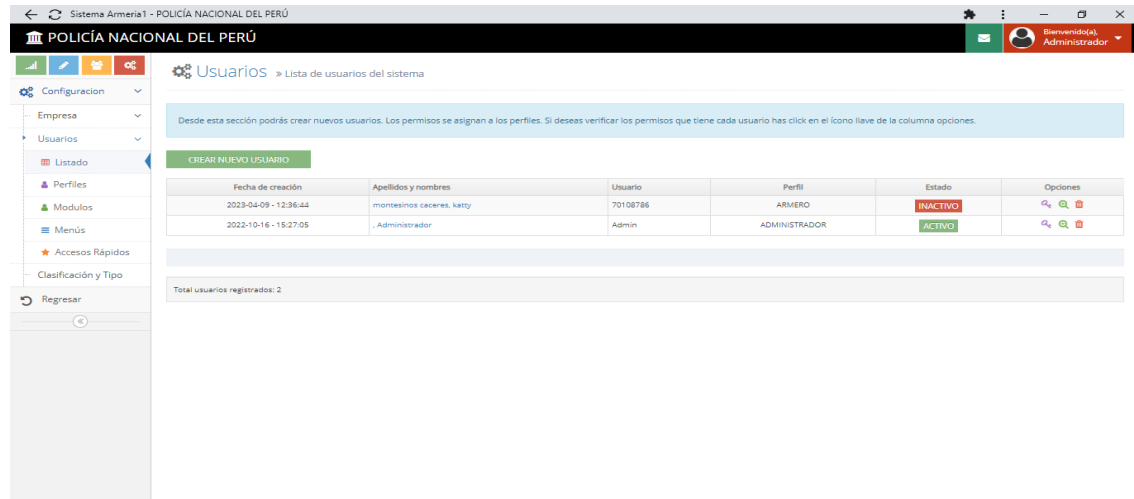 Sistema Armeria1 - POLICÍA NACIONAL DEL PERÚ
POLICÍA NACIONAL DEL PERÚ
Bienvenido(a),
Administrador
Configuracion
Empresa
Usuarios
Listado
Perfiles
Modulos
Menús
Accesos Rápidos
Clasificación y Tipo
Regresar
Usuarios » Lista de usuarios del sistema
Desde esta sección podrás crear nuevos usuarios. Los permisos se asignan a los perfiles. Si deseas verificar los permisos que tiene cada usuario has click en el ícono llave de la columna opciones.
CREAR NUEVO USUARIO
Fecha de creación Apellidos y nombres Usuario Perfil Estado Opciones
2023-04-09 - 12:36:44 montesinos caceres, katty 70108786 ARMERO INACTIVO
2022-10-16 - 15:27:05 , Administrador Admin ADMINISTRADOR ACTIVO
Total usuarios registrados: 2